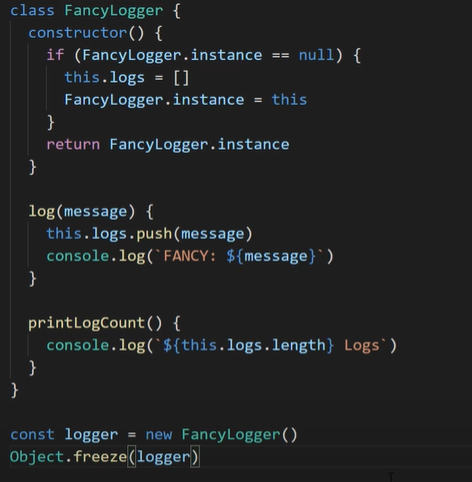 class FancyLogger {
  constructor() {
    if (FancyLogger.instance == null) {
      this.logs = []
      FancyLogger.instance = this
    }
    return FancyLogger.instance
  }

  log(message) {
    this.logs.push(message)
    console.log(`FANCY: ${message}`)
  }

  printLogCount() {
    console.log(`${this.logs.length} Logs`)
  }
}

const logger = new FancyLogger()
Object.freeze(logger)